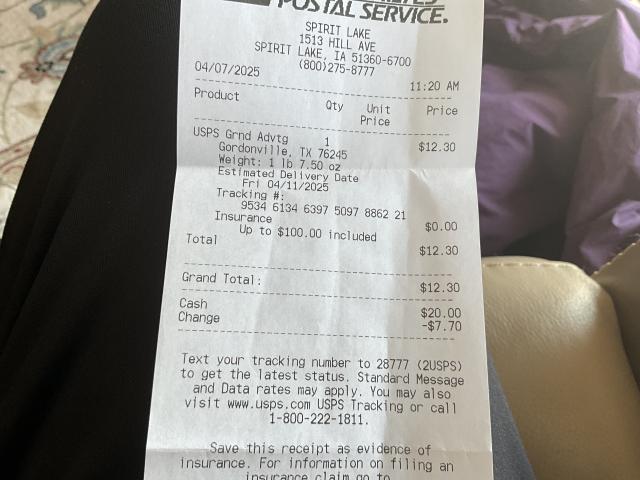 POSTAL SERVICE.
SPIRIT LAKE
1513 HILL AVE
SPIRIT LAKE, IA 51360-6700
(800)275-8777
04/07/2025 11:20 AM
Product Qty Unit Price
Price
USPS Grnd Advtg 1 $12.30
Gordonville, TX 76245
Weight: 1 lb 7.50 oz
Estimated Delivery Date
Fri 04/11/2025
Tracking #:
9534 6134 6397 5097 8862 21
Insurance $0.00
Up to $100.00 included
Total $12.30
Grand Total: $12.30
Cash $20.00
Change -$7.70
Text your tracking number to 28777 (2USPS)
to get the latest status. Standard Message
and Data rates may apply. You may also
visit www.usps.com USPS Tracking or call
1-800-222-1811.
Save this receipt as evidence of
insurance. For information on filing an
insurance claim go to